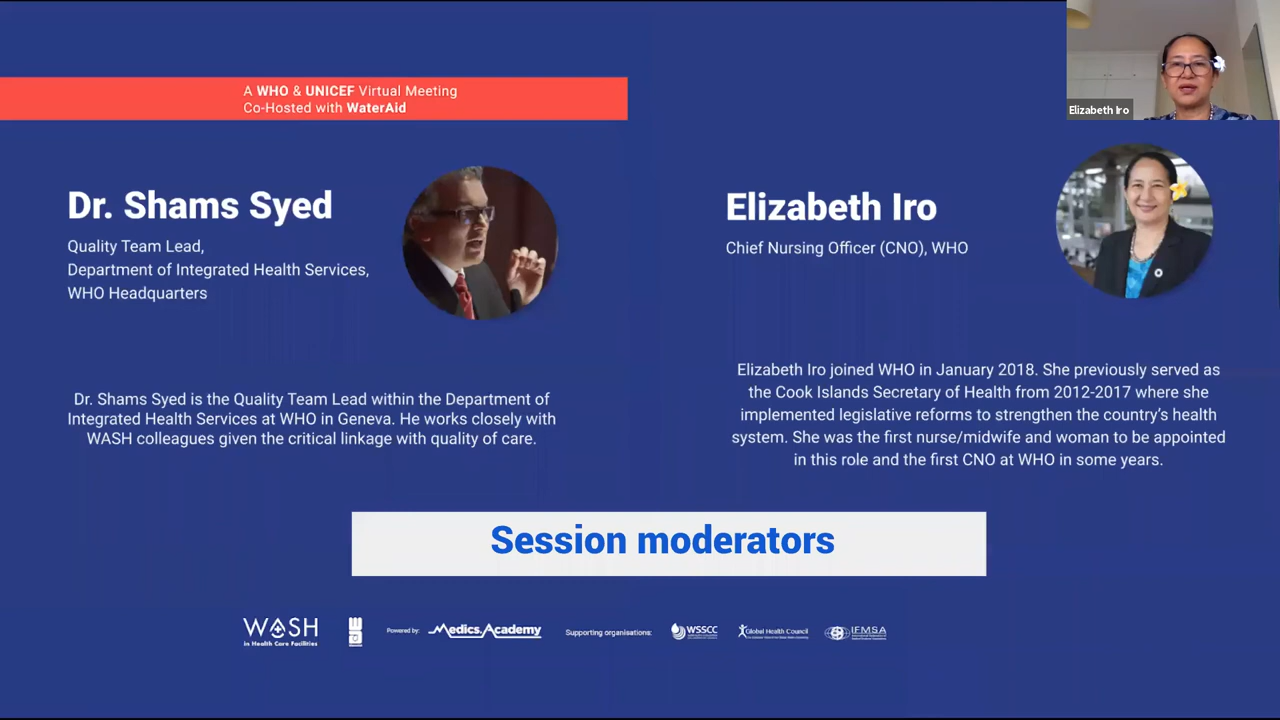 A WHO & UNICEF Virtual Meeting
Co-Hosted with WaterAid
Elizabeth Iro
Dr. Shams Syed
Quality Team Lead,
Department of Integrated Health Services,
WHO Headquarters
Elizabeth Iro
Chief Nursing Officer (CNO), WHO
Dr. Shams Syed is the Quality Team Lead within the Department of
Integrated Health Services at WHO in Geneva. He works closely with
WASH colleagues given the critical linkage with quality of care.
Elizabeth Iro joined WHO in January 2018. She previously served as
the Cook Islands Secretary of Health from 2012-2017 where she
implemented legislative reforms to strengthen the country's health
system. She was the first nurse/midwife and woman to be appointed
in this role and the first CNO at WHO in some years.
Session moderators
WASH
in Health Care Facilities
Powered by:
Medics.Academy
Supporting organisations:
WSSCC
Global Health Council
IFMSA